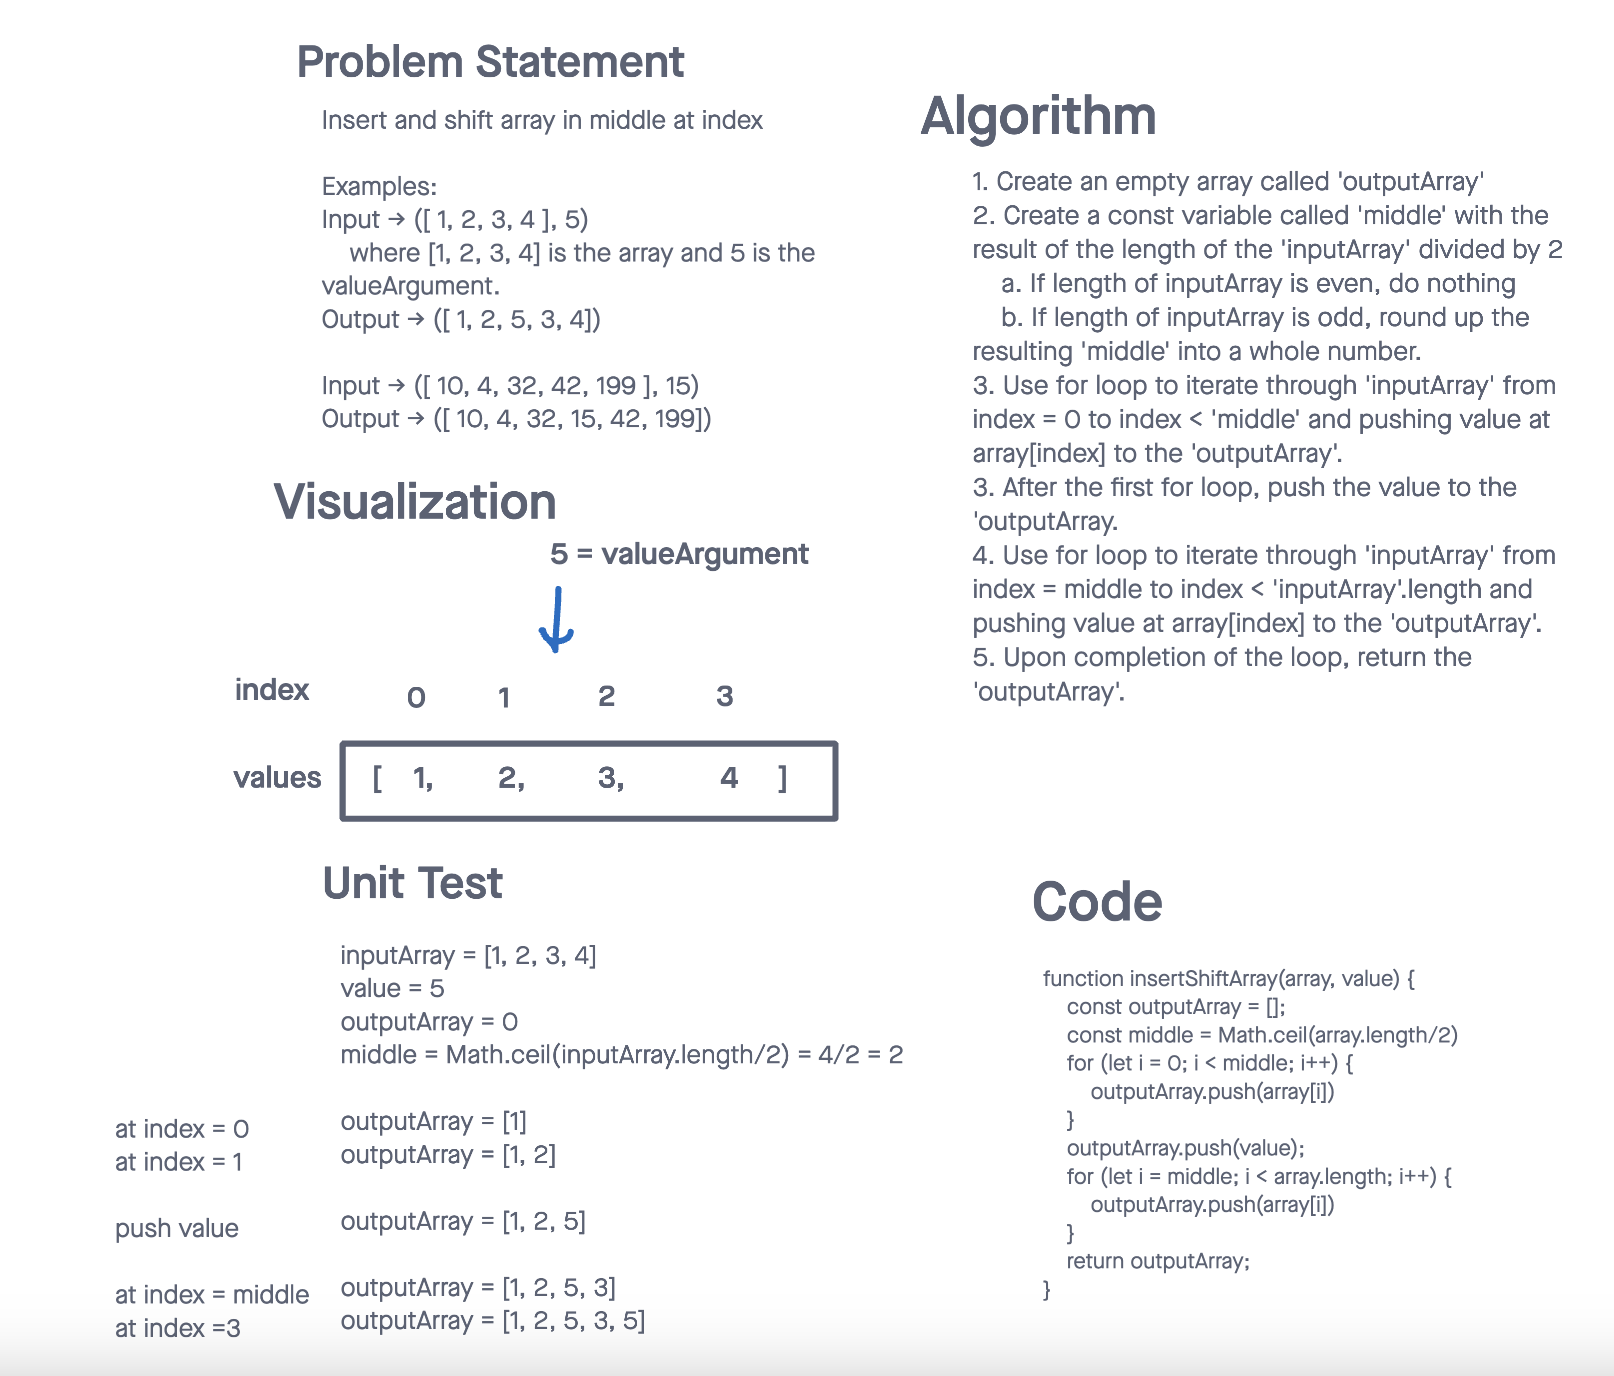 Problem Statement
Insert and shift array in middle at index
Examples:
Input → ([ 1, 2, 3, 4 ], 5)
where [1, 2, 3, 4] is the array and 5 is the
valueArgument.
Output → ([ 1, 2, 5, 3, 4])
Input → ([ 10, 4, 32, 42, 199 ], 15)
Output → ([ 10, 4, 32, 15, 42, 199])
Visualization
5 = valueArgument
index 0 1 2 3
values [ 1, 2, 3, 4 ]
Unit Test
inputArray = [1, 2, 3, 4]
value = 5
outputArray = 0
middle = Math.ceil(inputArray.length/2) = 4/2 = 2
at index = 0 outputArray = [1]
at index = 1 outputArray = [1, 2]
push value outputArray = [1, 2, 5]
at index = middle outputArray = [1, 2, 5, 3]
at index =3 outputArray = [1, 2, 5, 3, 5]
Algorithm
1. Create an empty array called 'outputArray'
2. Create a const variable called 'middle' with the
result of the length of the 'inputArray' divided by 2
a. If length of inputArray is even, do nothing
b. If length of inputArray is odd, round up the
resulting 'middle' into a whole number.
3. Use for loop to iterate through 'inputArray' from
index = 0 to index < 'middle' and pushing value at
array[index] to the 'outputArray'.
3. After the first for loop, push the value to the
'outputArray.
4. Use for loop to iterate through 'inputArray' from
index = middle to index < 'inputArray'.length and
pushing value at array[index] to the 'outputArray'.
5. Upon completion of the loop, return the
'outputArray'.
Code
function insertShiftArray(array, value) {
const outputArray = [];
const middle = Math.ceil(array.length/2)
for (let i = 0; i < middle; i++) {
outputArray.push(array[i])
}
outputArray.push(value);
for (let i = middle; i < array.length; i++) {
outputArray.push(array[i])
}
return outputArray;
}